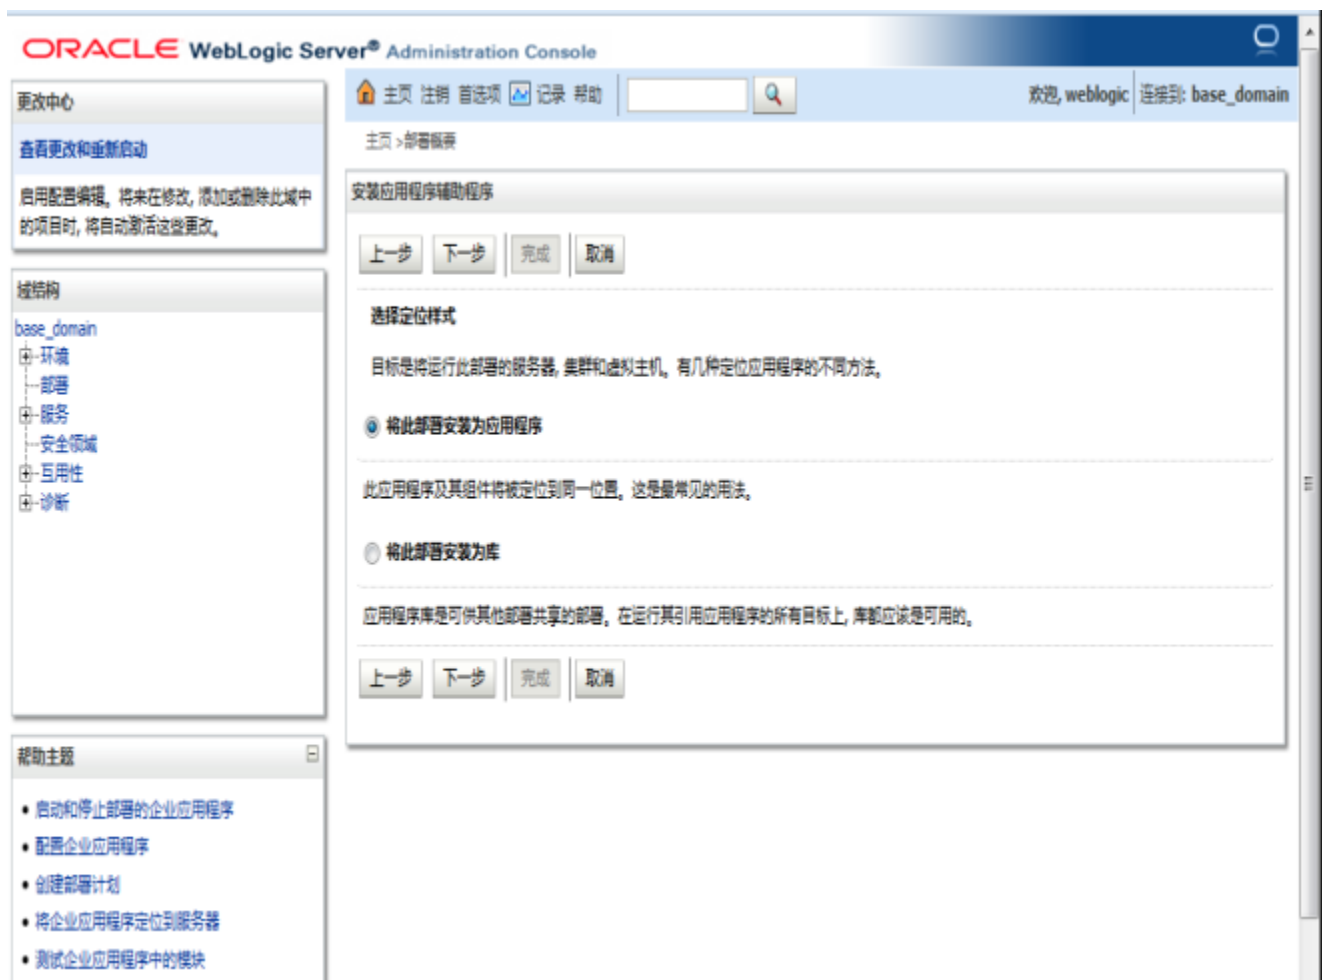 ORACLE WebLogic Server® Administration Console
更改中心
查看更改和重新启动
启用配置编辑。将来在修改, 添加或删除此域中
的项目时, 将自动激活这些更改。
域结构
base_domain
环境
部署
服务
安全领域
互用性
诊断
帮助主题
启动和停止部署的企业应用程序
配置企业应用程序
创建部署计划
将企业应用程序定位到服务器
测试企业应用程序中的模块
主页 注销 首选项 记录 帮助
欢迎, weblogic 连接到: base_domain
主页 >部署概要
安装应用程序辅助程序
上一步 下一步 完成 取消
选择定位样式
目标是将运行此部署的服务器, 集群和虚拟主机。有几种定位应用程序的不同方法。
将此部署安装为应用程序
此应用程序及其组件将被定位到同一位置。这是最常见的用法。
将此部署安装为库
应用程序库是可供其他部署共享的部署。在运行其引用应用程序的所有目标上, 库都应该是可用的。
上一步 下一步 完成 取消